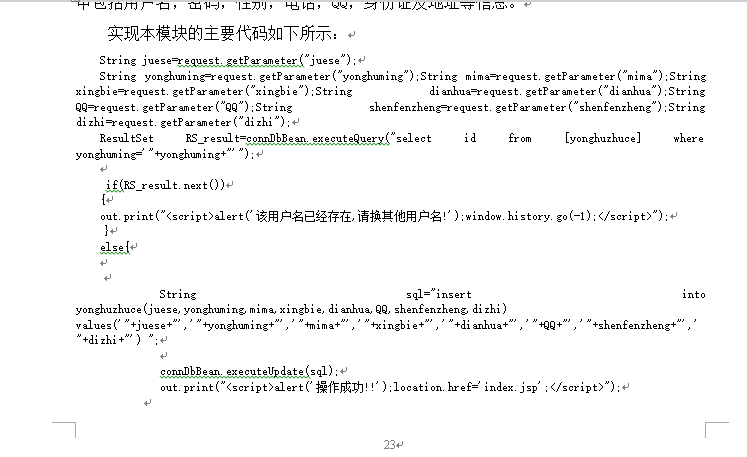 中包括用户名，密码，性别，电话，QQ，身份证及地址等信息。
实现本模块的主要代码如下所示：
String juese=request.getParameter("juese");
String yonghuming=request.getParameter("yonghuming");String mima=request.getParameter("mima");String
xingbie=request.getParameter("xingbie");String dianhua=request.getParameter("dianhua");String
QQ=request.getParameter("QQ");String shenfenzheng=request.getParameter("shenfenzheng");String
dizhi=request.getParameter("dizhi");
ResultSet RS_result=connDbBean.executeQuery("select id from [yonghuzhuce] where
yonghuming='"+yonghuming+"'");
if(RS_result.next())
{
out.print("<script>alert('该用户名已经存在,请换其他用户名!');window.history.go(-1);</script>");
}
else{
String sql="insert into
yonghuzhuce(juese,yonghuming,mima,xingbie,dianhua,QQ,shenfenzheng,dizhi)
values('"+juese+"','"+yonghuming+"','"+mima+"','"+xingbie+"','"+dianhua+"','"+QQ+"','"+shenfenzheng+"','
"+dizhi+"') ";
connDbBean.executeUpdate(sql);
out.print("<script>alert('操作成功!!');location.href='index.jsp';</script>");
23